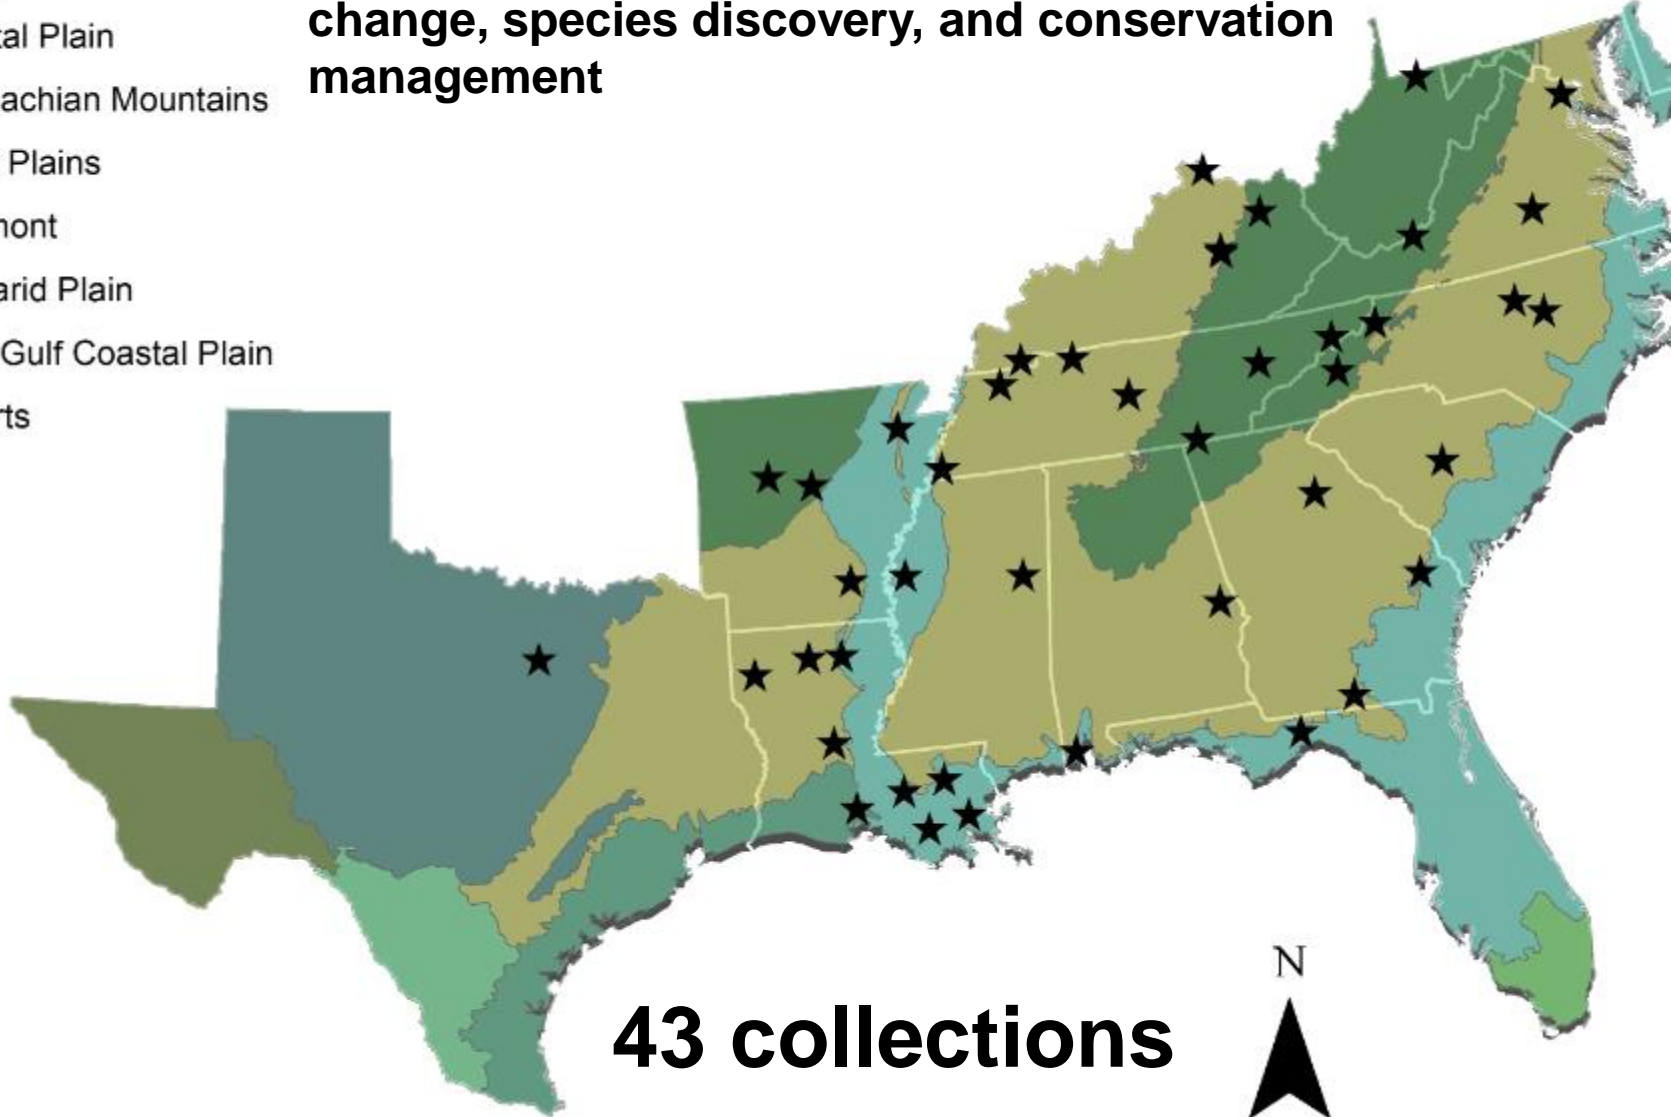 change, species discovery, and conservation
management
tal Plain
achian Mountains
Plains
nont
arid Plain
Gulf Coastal Plain
rts
N
43 collections